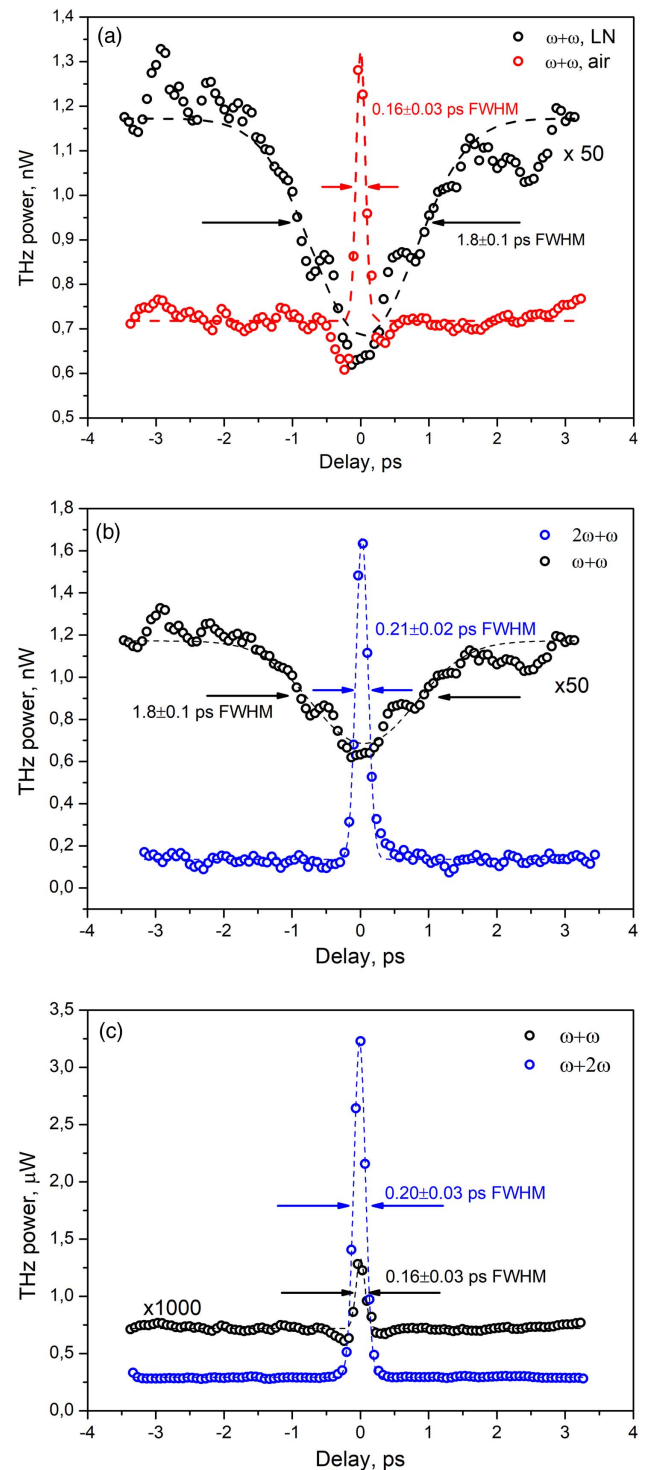 (a)
ω+ω, LN
ω+ω, air
0.16±0.03 ps FWHM
x 50
1.8±0.1 ps FWHM
THz power, nW
1,4
1,3
1,2
1,1
1,0
0,9
0,8
0,7
0,6
0,5
-4 -3 -2 -1 0 1 2 3 4
Delay, ps
(b)
2ω+ω
ω+ω
0.21±0.02 ps FWHM
x50
1.8±0.1 ps FWHM
THz power, nW
1,8
1,6
1,4
1,2
1,0
0,8
0,6
0,4
0,2
0,0
-4 -3 -2 -1 0 1 2 3 4
Delay, ps
(c)
ω+ω
ω+2ω
0.20±0.03 ps FWHM
0.16±0.03 ps FWHM
x1000
THz power, μW
3,5
3,0
2,5
2,0
1,5
1,0
0,5
0,0
-4 -3 -2 -1 0 1 2 3 4
Delay, ps